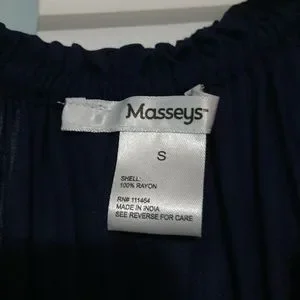 Masseys™
S
SHELL:
100% RAYON
RN# 111464
MADE IN INDIA
SEE REVERSE FOR CARE